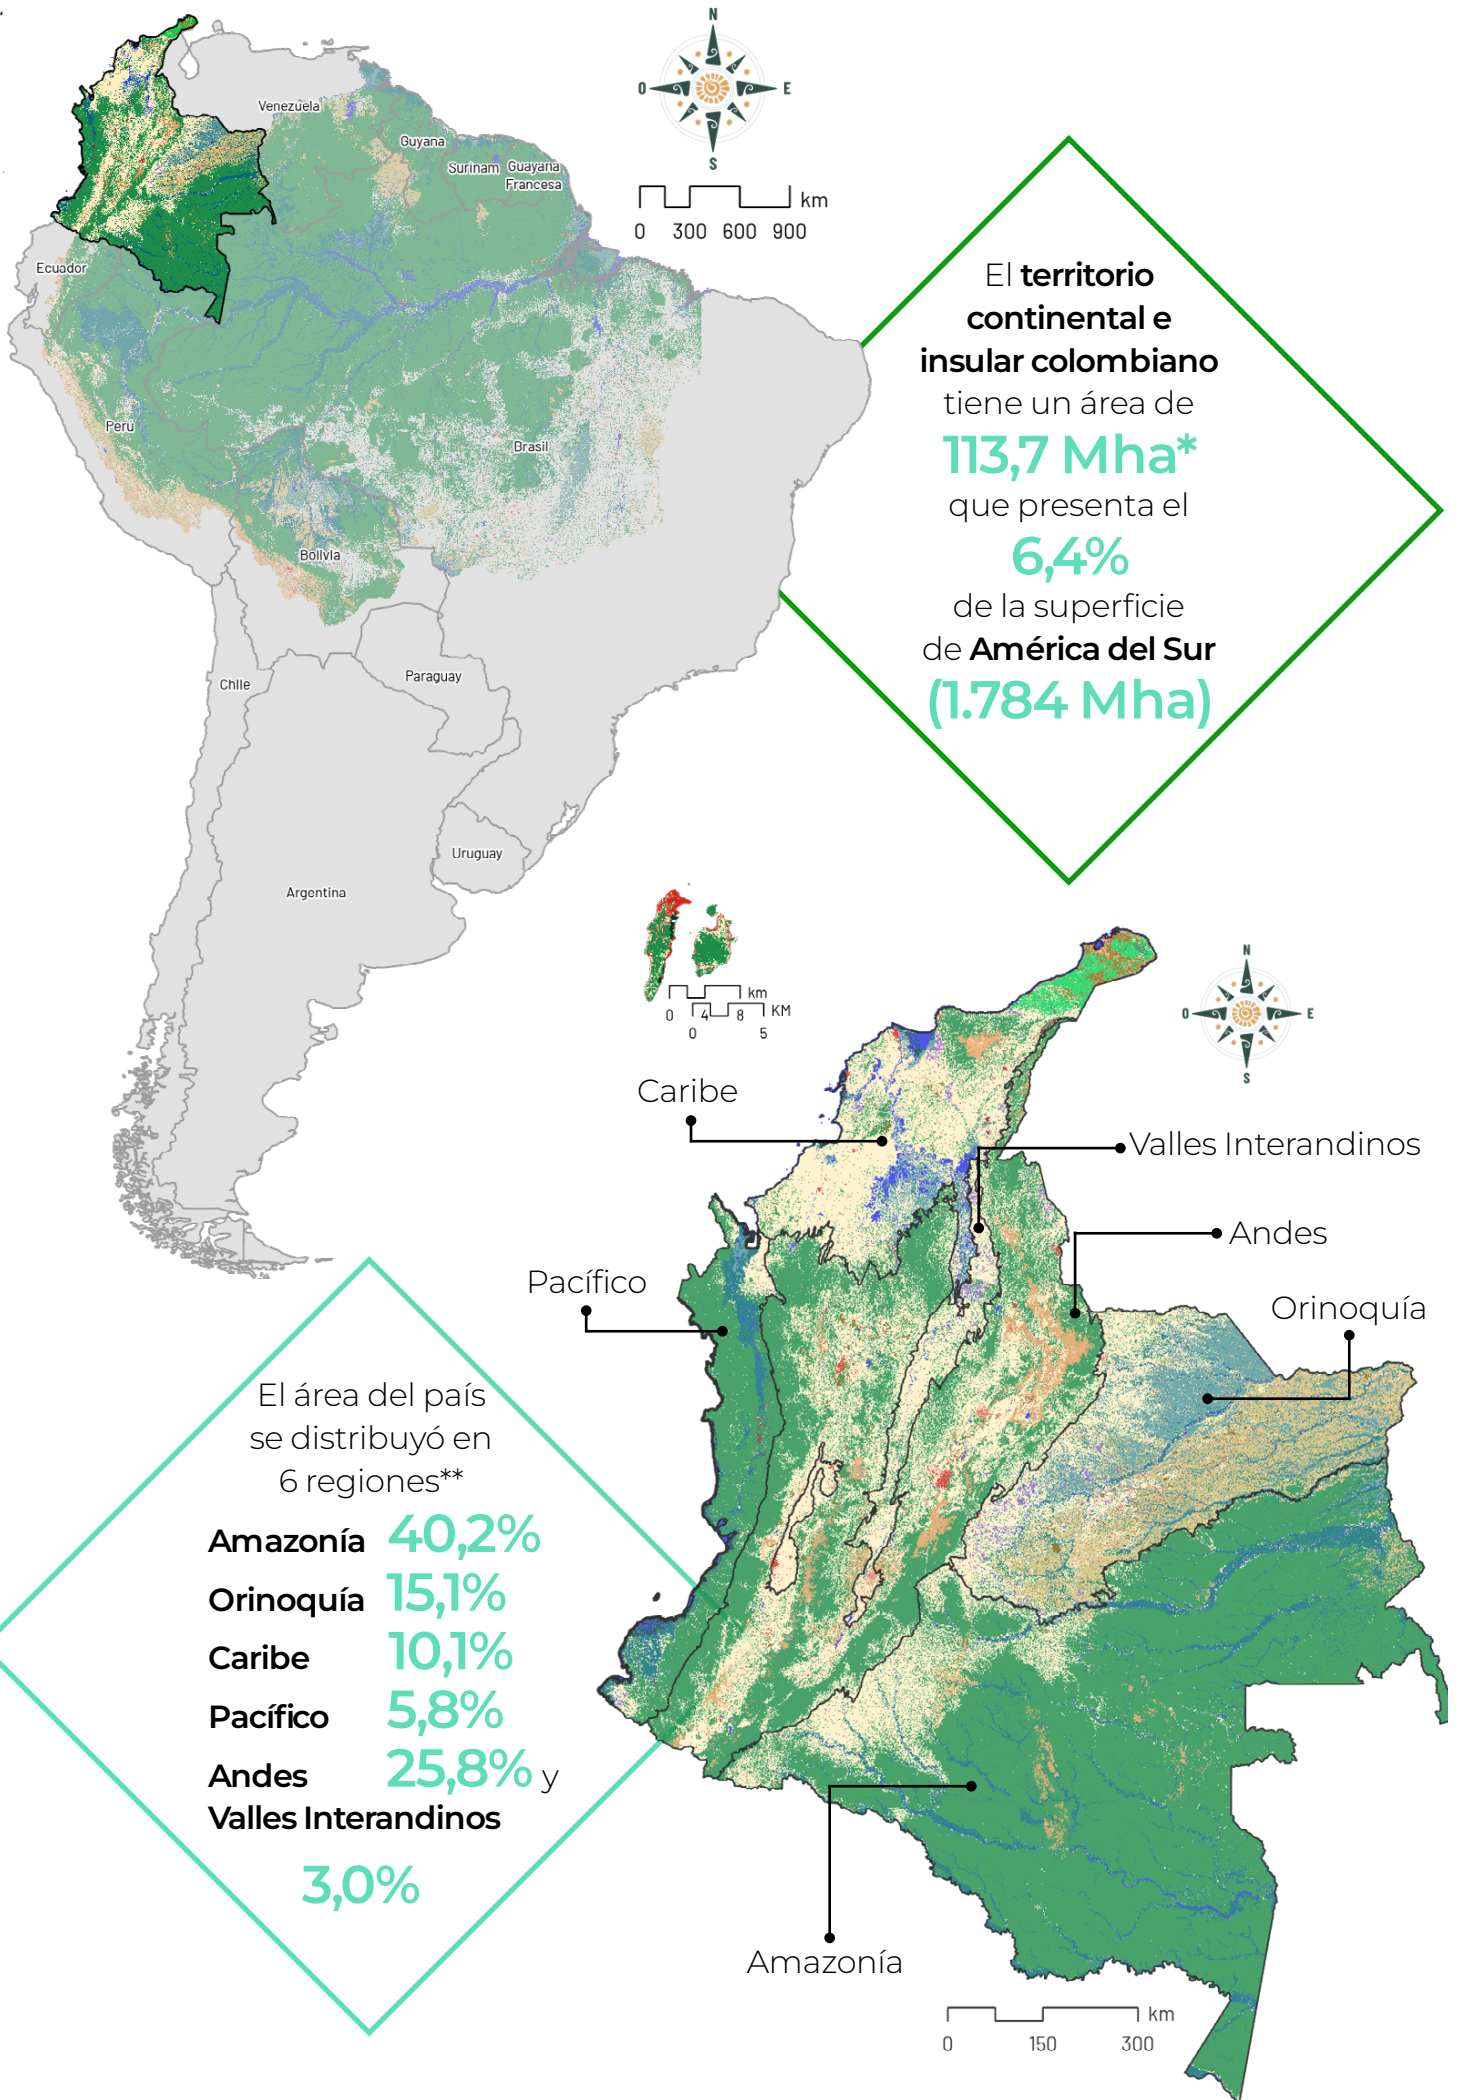 N
O
E
S
km
0 300 600 900
Venezuela
Guyana
Surinam
Guayana
Francesa
Ecuador
Perú
Brasil
Bolivia
Paraguay
Chile
Uruguay
Argentina
El territorio
continental e
insular colombiano
tiene un área de
113,7 Mha*
que presenta el
6,4%
de la superficie
de América del Sur
(1.784 Mha)
km
0 4 8
KM
0 5
N
O
E
S
Caribe
Valles Interandinos
Andes
Pacífico
Orinoquía
Amazonía
El área del país
se distribuyó en
6 regiones**
Amazonía 40,2%
Orinoquía 15,1%
Caribe 10,1%
Pacífico 5,8%
Andes 25,8% y
Valles Interandinos
3,0%
km
0 150 300